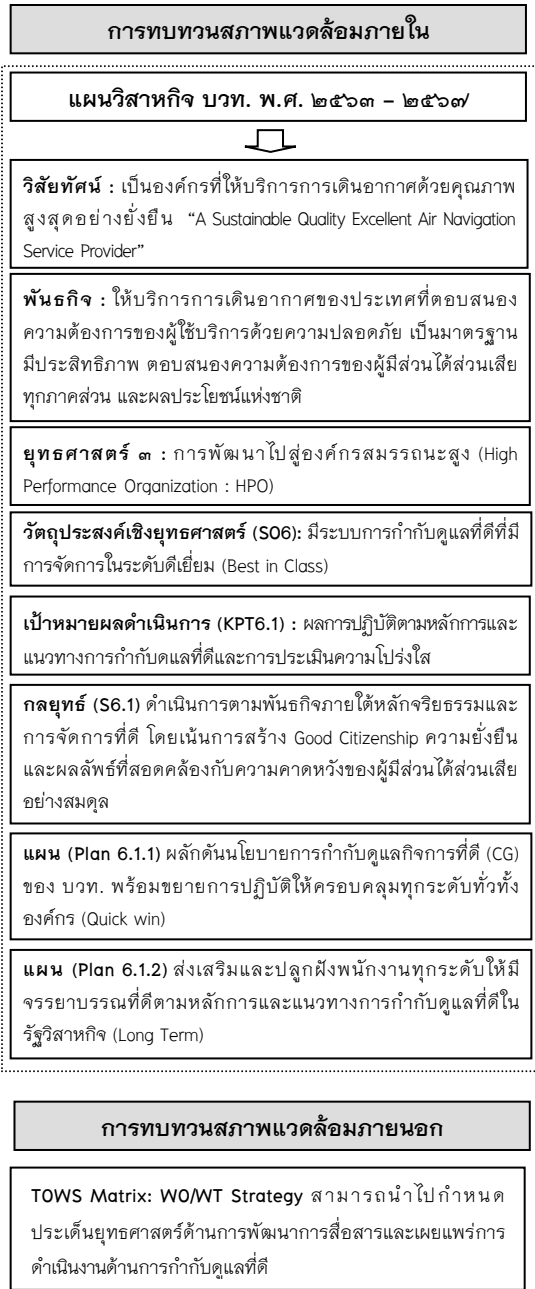 การทบทวนสภาพแวดล้อมภายใน
แผนวิสาหกิจ บวท. พ.ศ. ๒๕๖๓ – ๒๕๖๗
วิสัยทัศน์ : เป็นองค์กรที่ให้บริการการเดินอากาศด้วยคุณภาพ
สูงสุดอย่างยั่งยืน “A Sustainable Quality Excellent Air Navigation
Service Provider”
พันธกิจ : ให้บริการการเดินอากาศของประเทศที่ตอบสนอง
ความต้องการของผู้ใช้บริการด้วยความปลอดภัย เป็นมาตรฐาน
มีประสิทธิภาพ ตอบสนองความต้องการของผู้มีส่วนได้ส่วนเสีย
ทุกภาคส่วน และผลประโยชน์แห่งชาติ
ยุทธศาสตร์ ๓ : การพัฒนาไปสู่องค์กรสมรรถนะสูง (High
Performance Organization : HPO)
วัตถุประสงค์เชิงยุทธศาสตร์ (SO6): มีระบบการกำกับดูแลที่ดีที่มี
การจัดการในระดับดีเยี่ยม (Best in Class)
เป้าหมายผลดำเนินการ (KPT6.1) : ผลการปฏิบัติตามหลักการและ
แนวทางการกำกับดูแลที่ดีและการประเมินความโปร่งใส
กลยุทธ์ (S6.1) ดำเนินการตามพันธกิจภายใต้หลักจริยธรรมและ
การจัดการที่ดี โดยเน้นการสร้าง Good Citizenship ความยั่งยืน
และผลลัพธ์ที่สอดคล้องกับความคาดหวังของผู้มีส่วนได้ส่วนเสีย
อย่างสมดุล
แผน (Plan 6.1.1) ผลักดันนโยบายการกำกับดูแลกิจการที่ดี (CG)
ของ บวท. พร้อมขยายการปฏิบัติให้ครอบคลุมทุกระดับทั่วทั้ง
องค์กร (Quick win)
แผน (Plan 6.1.2) ส่งเสริมและปลูกฝังพนักงานทุกระดับให้มี
จรรยาบรรณที่ดีตามหลักการและแนวทางการกำกับดูแลที่ดีใน
รัฐวิสาหกิจ (Long Term)
การทบทวนสภาพแวดล้อมภายนอก
TOWS Matrix: WO/WT Strategy สามารถนำไปกำหนด
ประเด็นยุทธศาสตร์ด้านการพัฒนาการสื่อสารและเผยแพร่การ
ดำเนินงานด้านการกำกับดูแลที่ดี